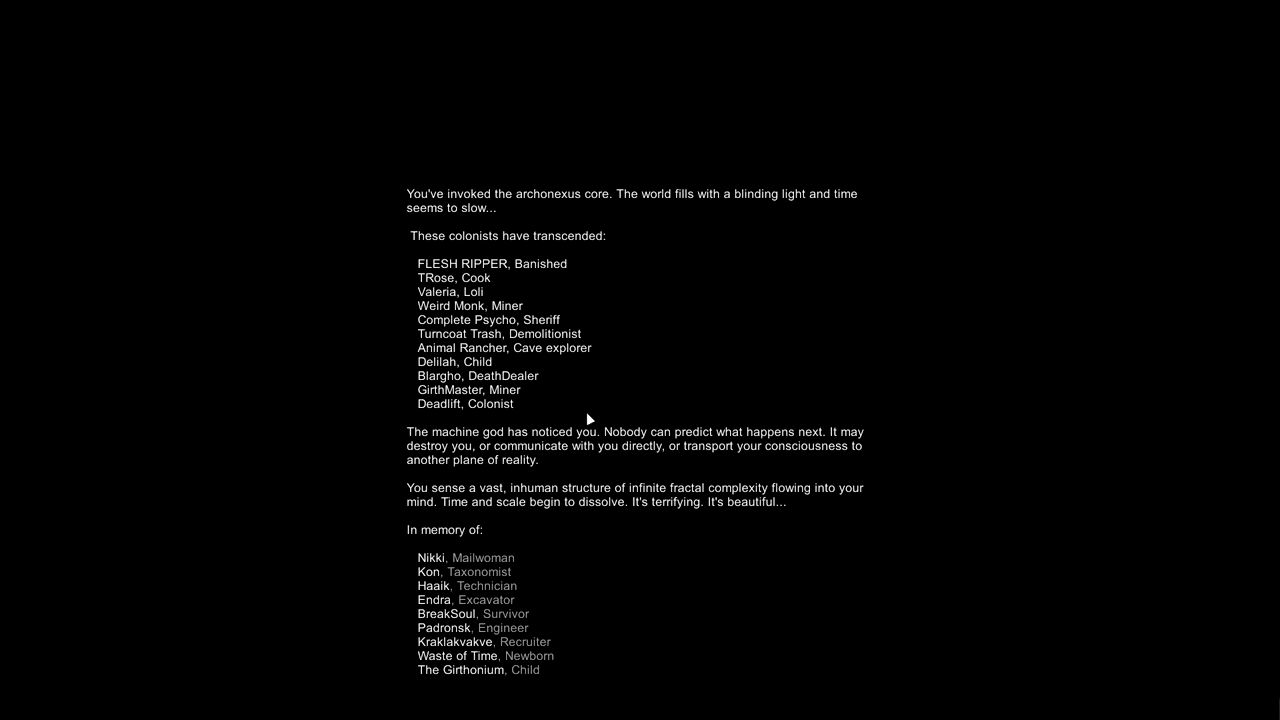 You've invoked the archonexus core. The world fills with a blinding light and time
seems to slow...
These colonists have transcended:
FLESH RIPPER, Banished
TRose, Cook
Valeria, Loli
Weird Monk, Miner
Complete Psycho, Sheriff
Turncoat Trash, Demolitionist
Animal Rancher, Cave explorer
Delilah, Child
Blargho, DeathDealer
GirthMaster, Miner
Deadlift, Colonist
The machine god has noticed you. Nobody can predict what happens next. It may
destroy you, or communicate with you directly, or transport your consciousness to
another plane of reality.
You sense a vast, inhuman structure of infinite fractal complexity flowing into your
mind. Time and scale begin to dissolve. It's terrifying. It's beautiful...
In memory of:
Nikki, Mailwoman
Kon, Taxonomist
Haaik, Technician
Endra, Excavator
BreakSoul, Survivor
Padronsk, Engineer
Kraklakvakve, Recruiter
Waste of Time, Newborn
The Girthonium, Child